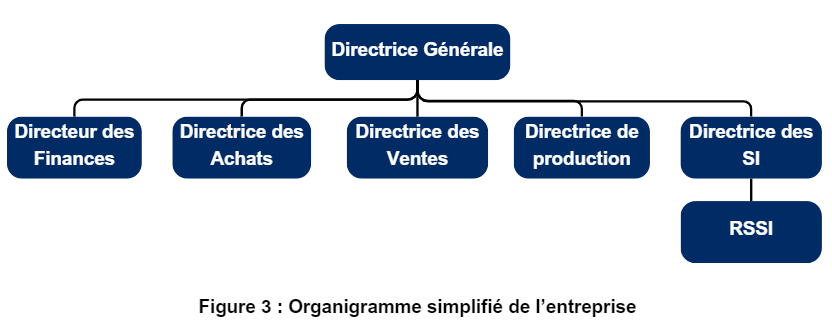 Directrice Générale
Directeur des
Finances
Directrice des
Achats
Directrice des
Ventes
Directrice de
production
Directrice des
SI
RSSI
Figure 3 : Organigramme simplifié de l’entreprise